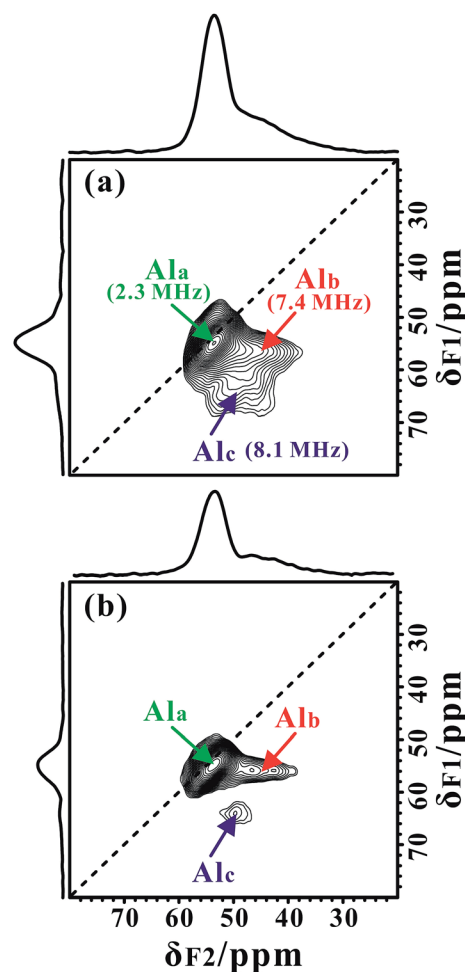 (a)
Ala
(2.3 MHz)
Alb
(7.4 MHz)
Alc (8.1 MHz)
30
40
50
60
70
δF1/ppm
(b)
Ala
Alb
Alc
30
40
50
60
70
δF1/ppm
70 60 50 40 30
δF2/ppm